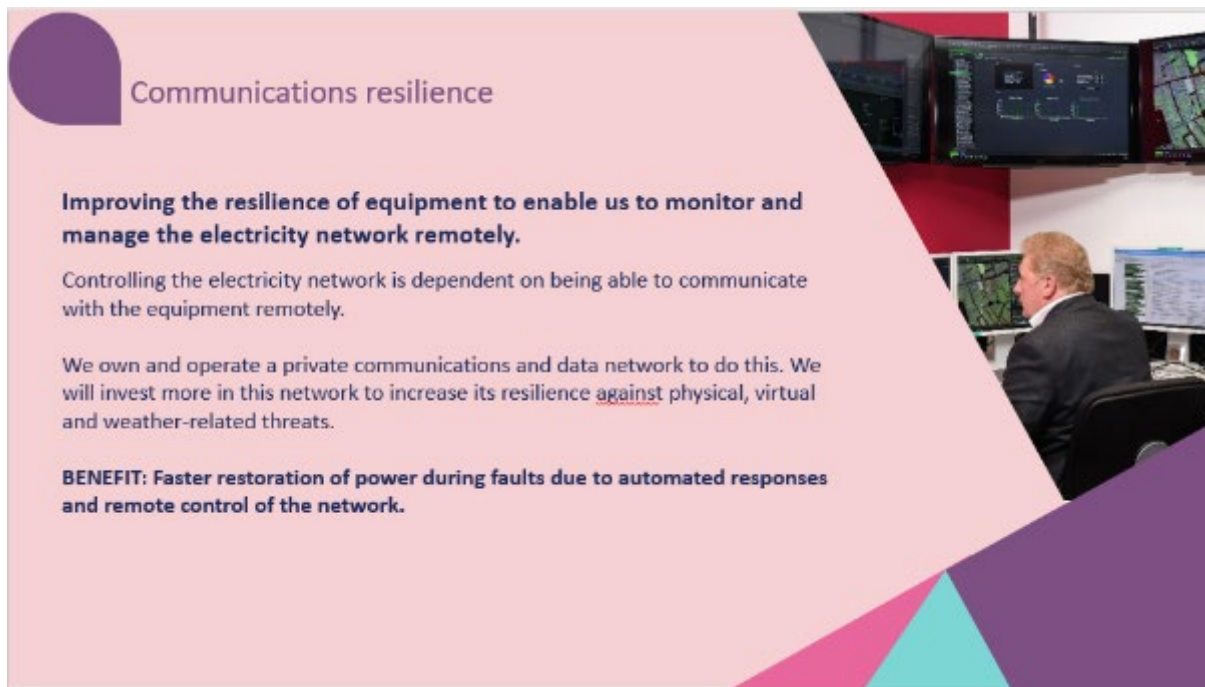 Communications resilience
Improving the resilience of equipment to enable us to monitor and
manage the electricity network remotely.
Controlling the electricity network is dependent on being able to communicate
with the equipment remotely.
We own and operate a private communications and data network to do this. We
will invest more in this network to increase its resilience against physical, virtual
and weather-related threats.
BENEFIT: Faster restoration of power during faults due to automated responses
and remote control of the network.